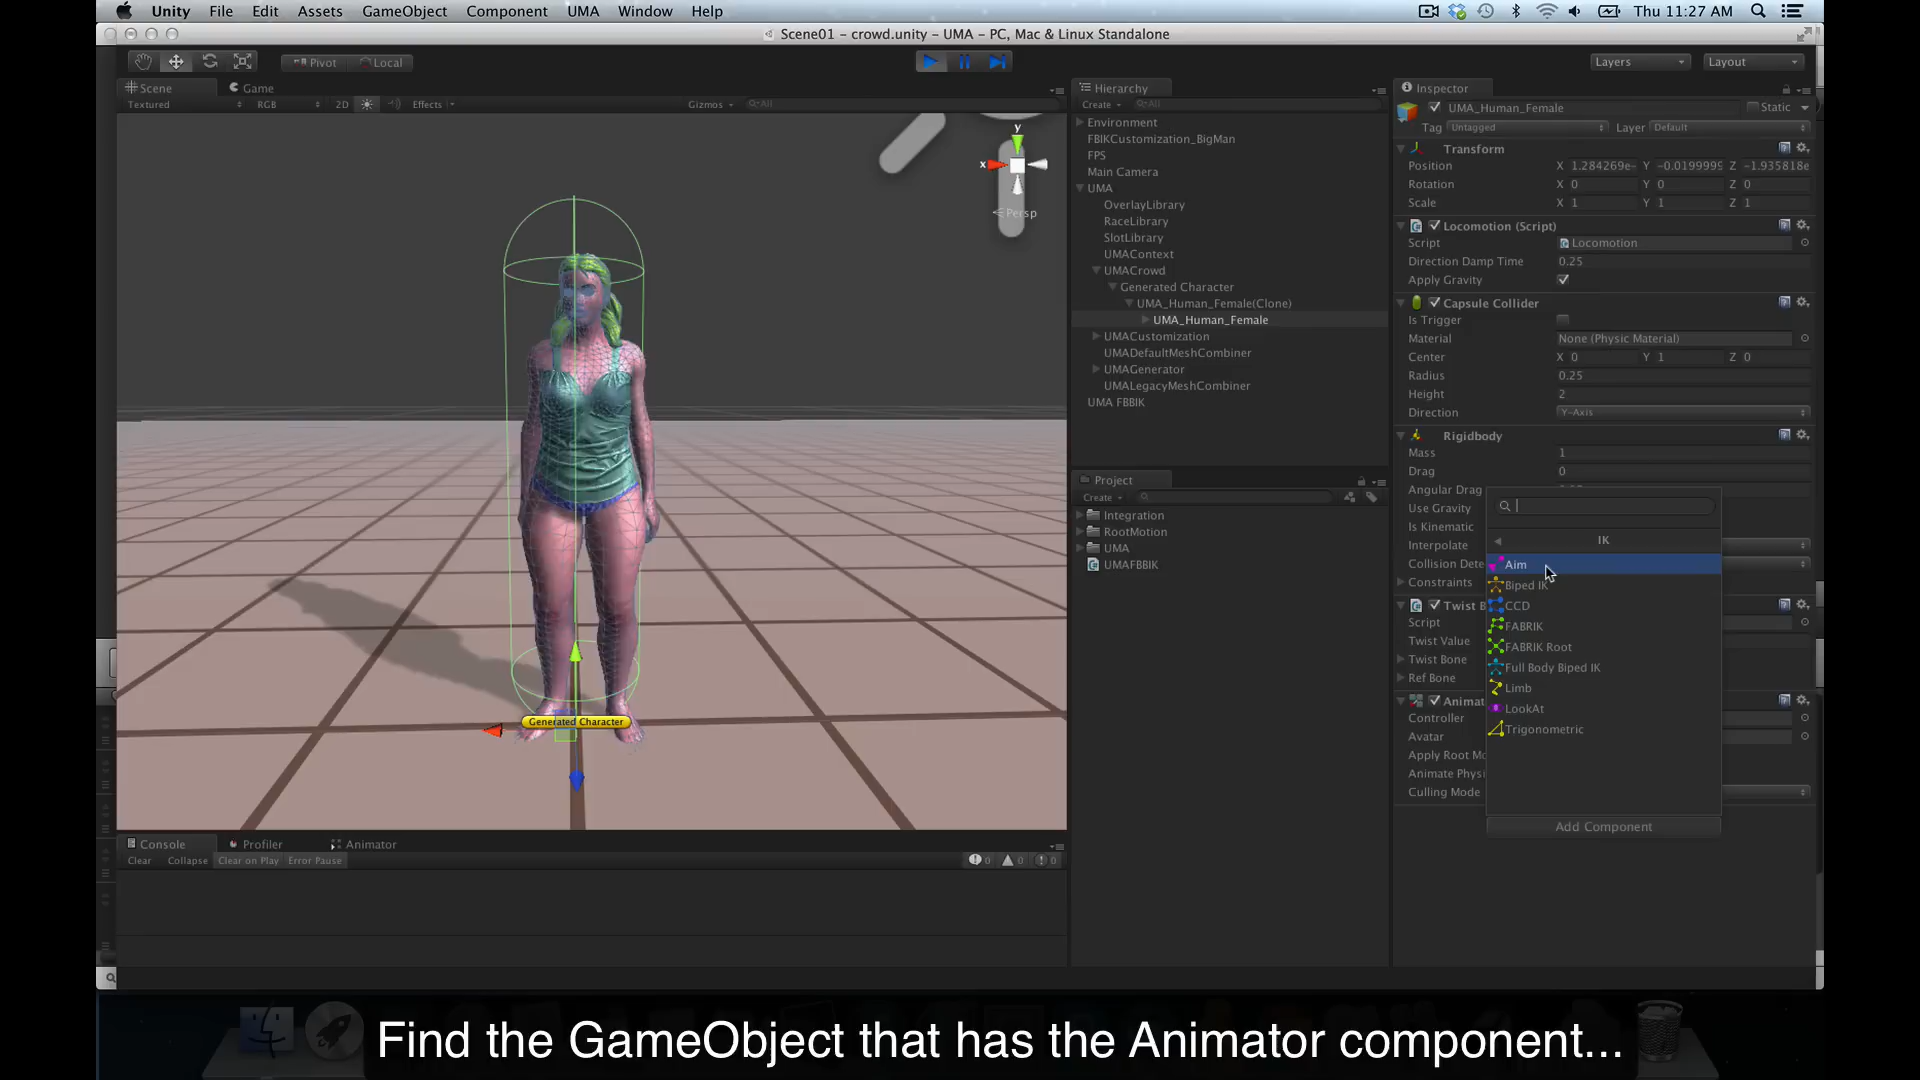 Unity File Edit Assets GameObject Component UMA Window Help Thu 11:27 AM
Scene01 – crowd.unity – UMA – PC, Mac & Linux Standalone
Pivot Local Layers Layout
Scene Game
Textured RGB 2D Effects Gizmos All
y
x
Persp
Generated Character
Hierarchy
Create All
Environment
FBIKCustomization_BigMan
FPS
Main Camera
UMA
OverlayLibrary
RaceLibrary
SlotLibrary
UMAContext
UMACrowd
Generated Character
UMA_Human_Female(Clone)
UMA_Human_Female
UMACustomization
UMADefaultMeshCombiner
UMAGenerator
UMALegacyMeshCombiner
UMA FBBIK
Project
Create
Integration
RootMotion
UMA
UMAFBBIK
Inspector
UMA_Human_Female Static
Tag Untagged Layer Default
Transform
Position X 1.284269e- Y -0.0199999 Z -1.935818e
Rotation X 0 Y 0 Z 0
Scale X 1 Y 1 Z 1
Locomotion (Script)
Script Locomotion
Direction Damp Time 0.25
Apply Gravity
Capsule Collider
Is Trigger
Material None (Physic Material)
Center X 0 Y 1 Z 0
Radius 0.25
Height 2
Direction Y-Axis
Rigidbody
Mass 1
Drag 0
Angular Drag
Use Gravity
Is Kinematic
Interpolate
Collision Dete
Constraints
Twist B
Script
Twist Value
Twist Bone
Ref Bone
Animat
Controller
Avatar
Apply Root Mo
Animate Physi
Culling Mode
IK
Aim
Biped IK
CCD
FABRIK
FABRIK Root
Full Body Biped IK
Limb
LookAt
Trigonometric
Add Component
Console Profiler Animator
Clear Collapse Clear on Play Error Pause 0 0 0
Find the GameObject that has the Animator component...